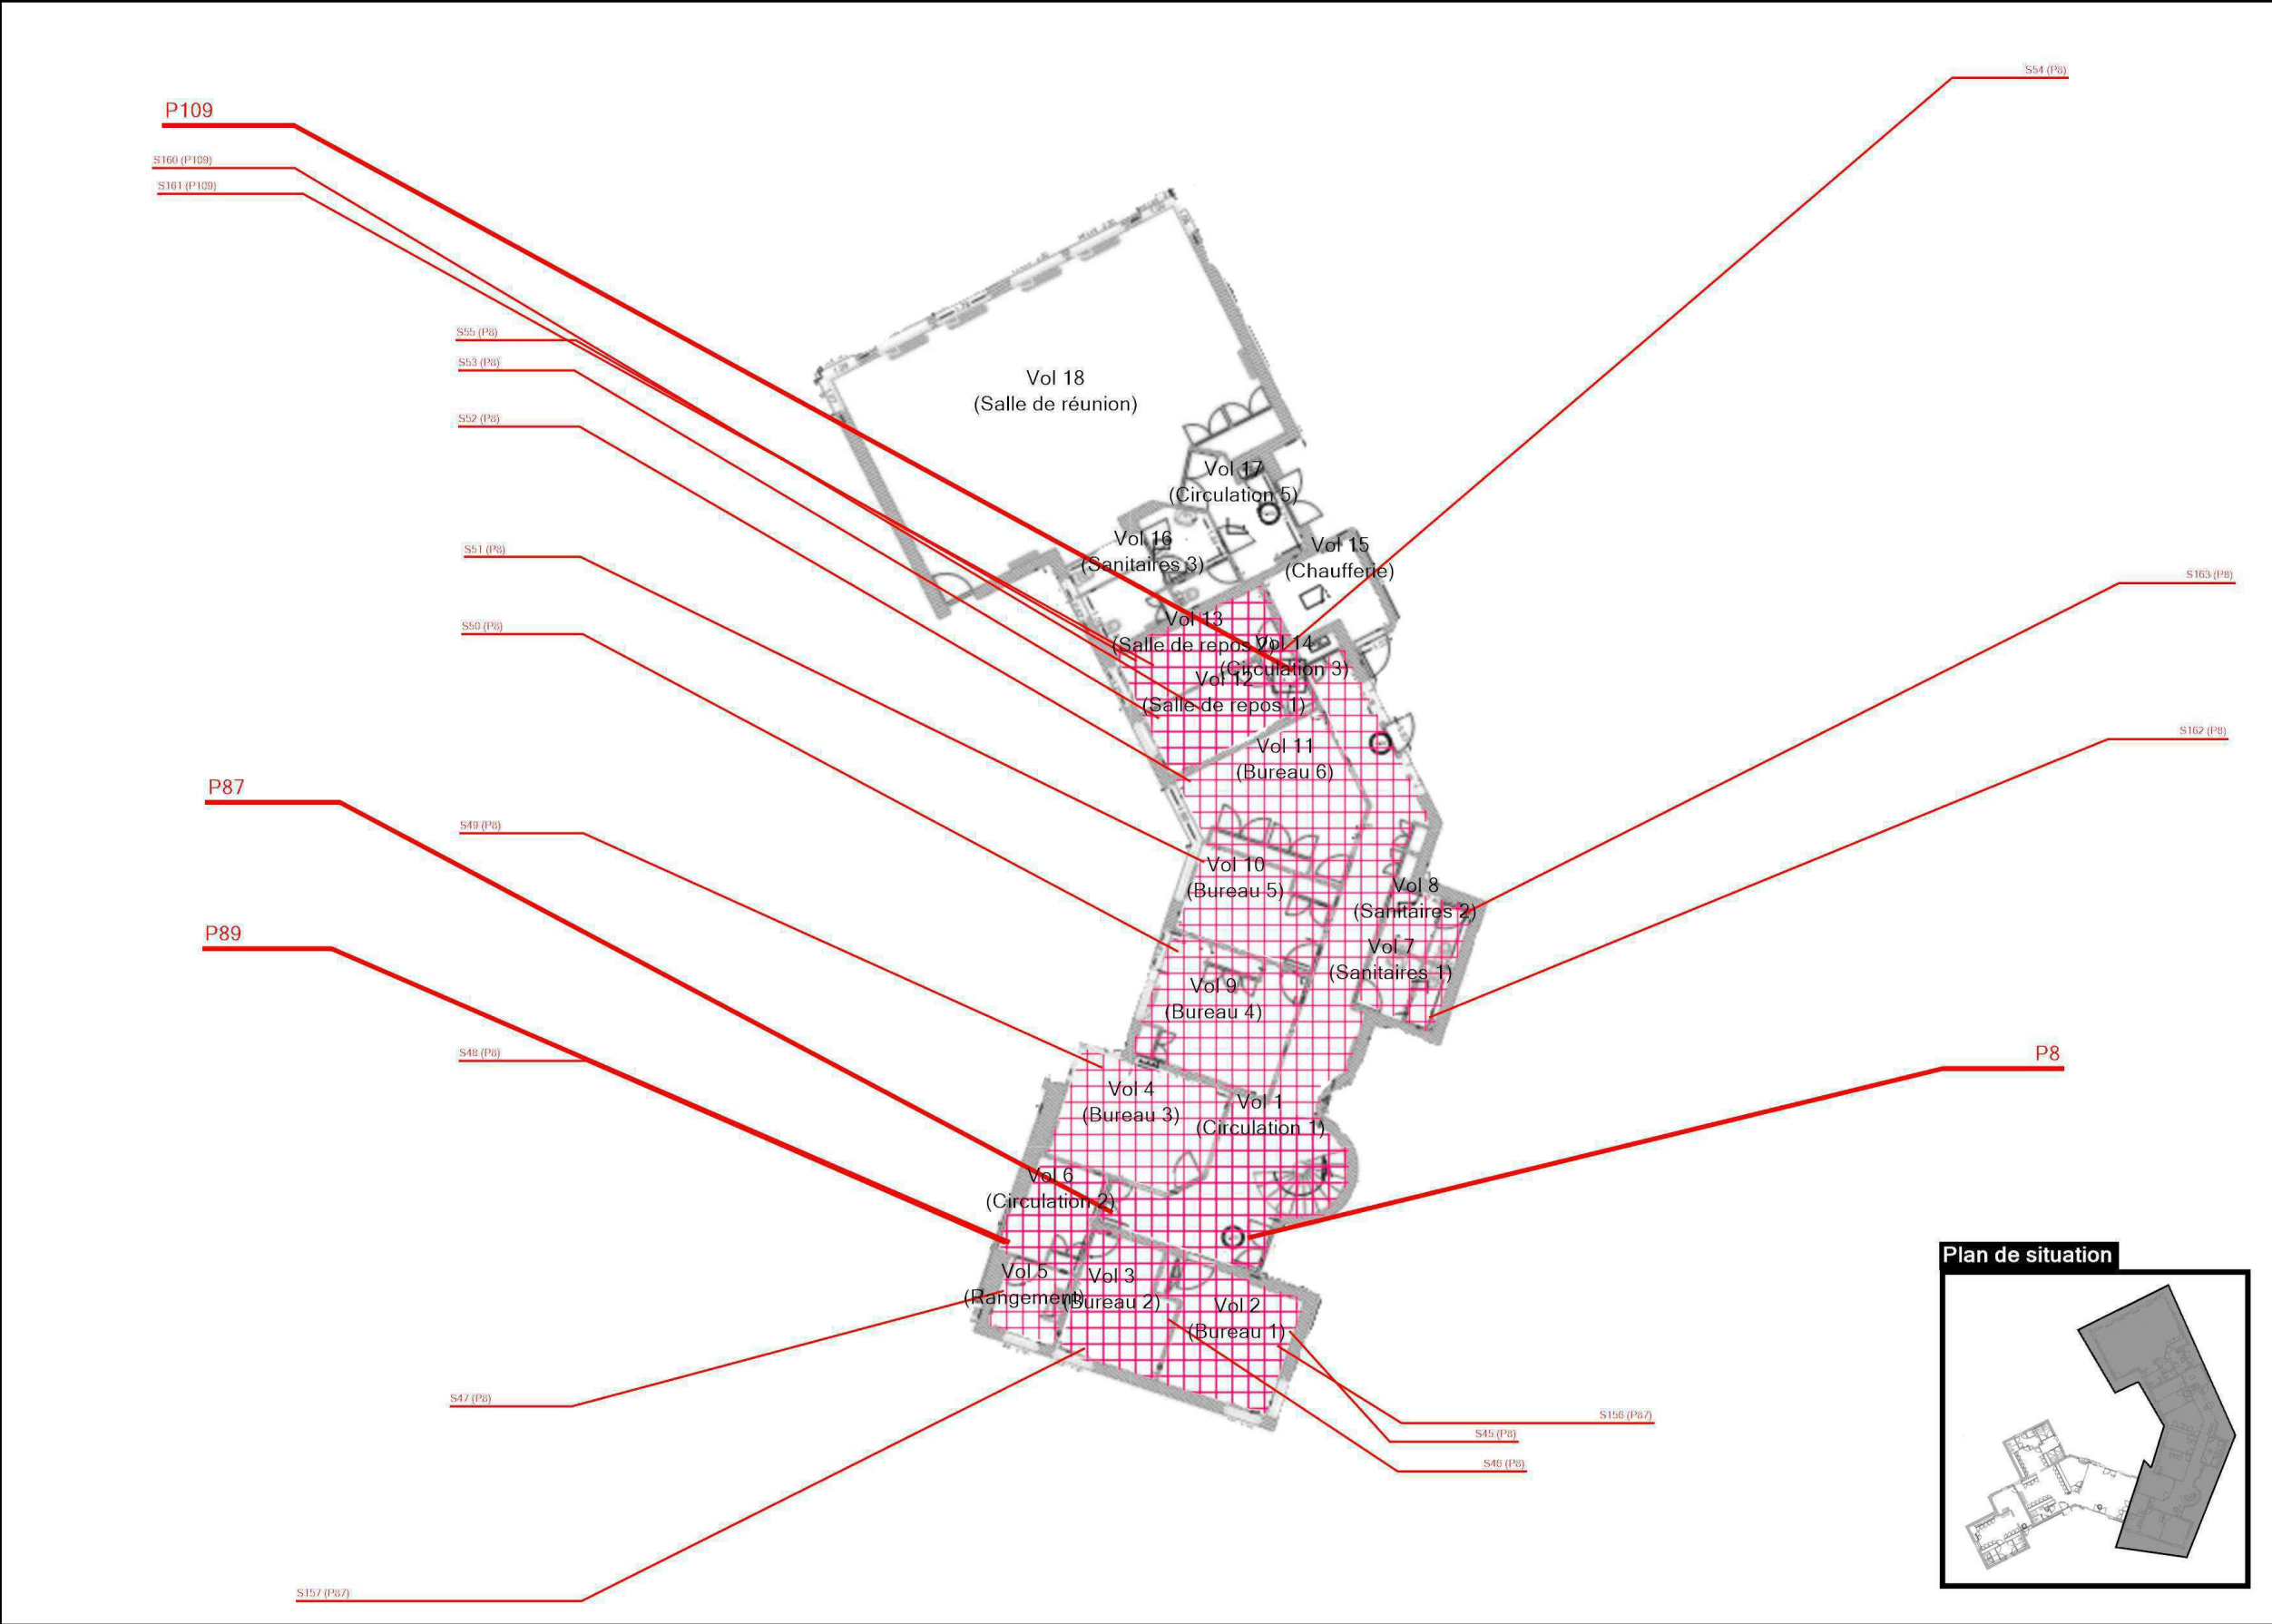 S54 (P8)
P109
S160 (P109)
S161 (P109)
S55 (P8)
S53 (P8)
Vol 18
(Salle de réunion)
S52 (P8)
Vol 17
(Circulation 5)
Vol 16
(Sanitaires 3)
Vol 15
(Chaufferie)
S51 (P8)
S163 (P8)
S50 (P8)
Vol 13
(Salle de repos 2)
Vol 14
(Circulation 3)
Vol 12
(Salle de repos 1)
S162 (P8)
Vol 11
(Bureau 6)
P87
S49 (P8)
Vol 10
(Bureau 5)
Vol 8
(Sanitaires 2)
P89
Vol 7
(Sanitaires 1)
Vol 9
(Bureau 4)
S48 (P8)
P8
Vol 4
(Bureau 3)
Vol 1
(Circulation 1)
Vol 6
(Circulation 2)
Plan de situation
Vol 5
(Rangement)
Vol 3
(Bureau 2)
Vol 2
(Bureau 1)
S47 (P8)
S156 (P87)
S45 (P8)
S46 (P8)
S157 (P87)